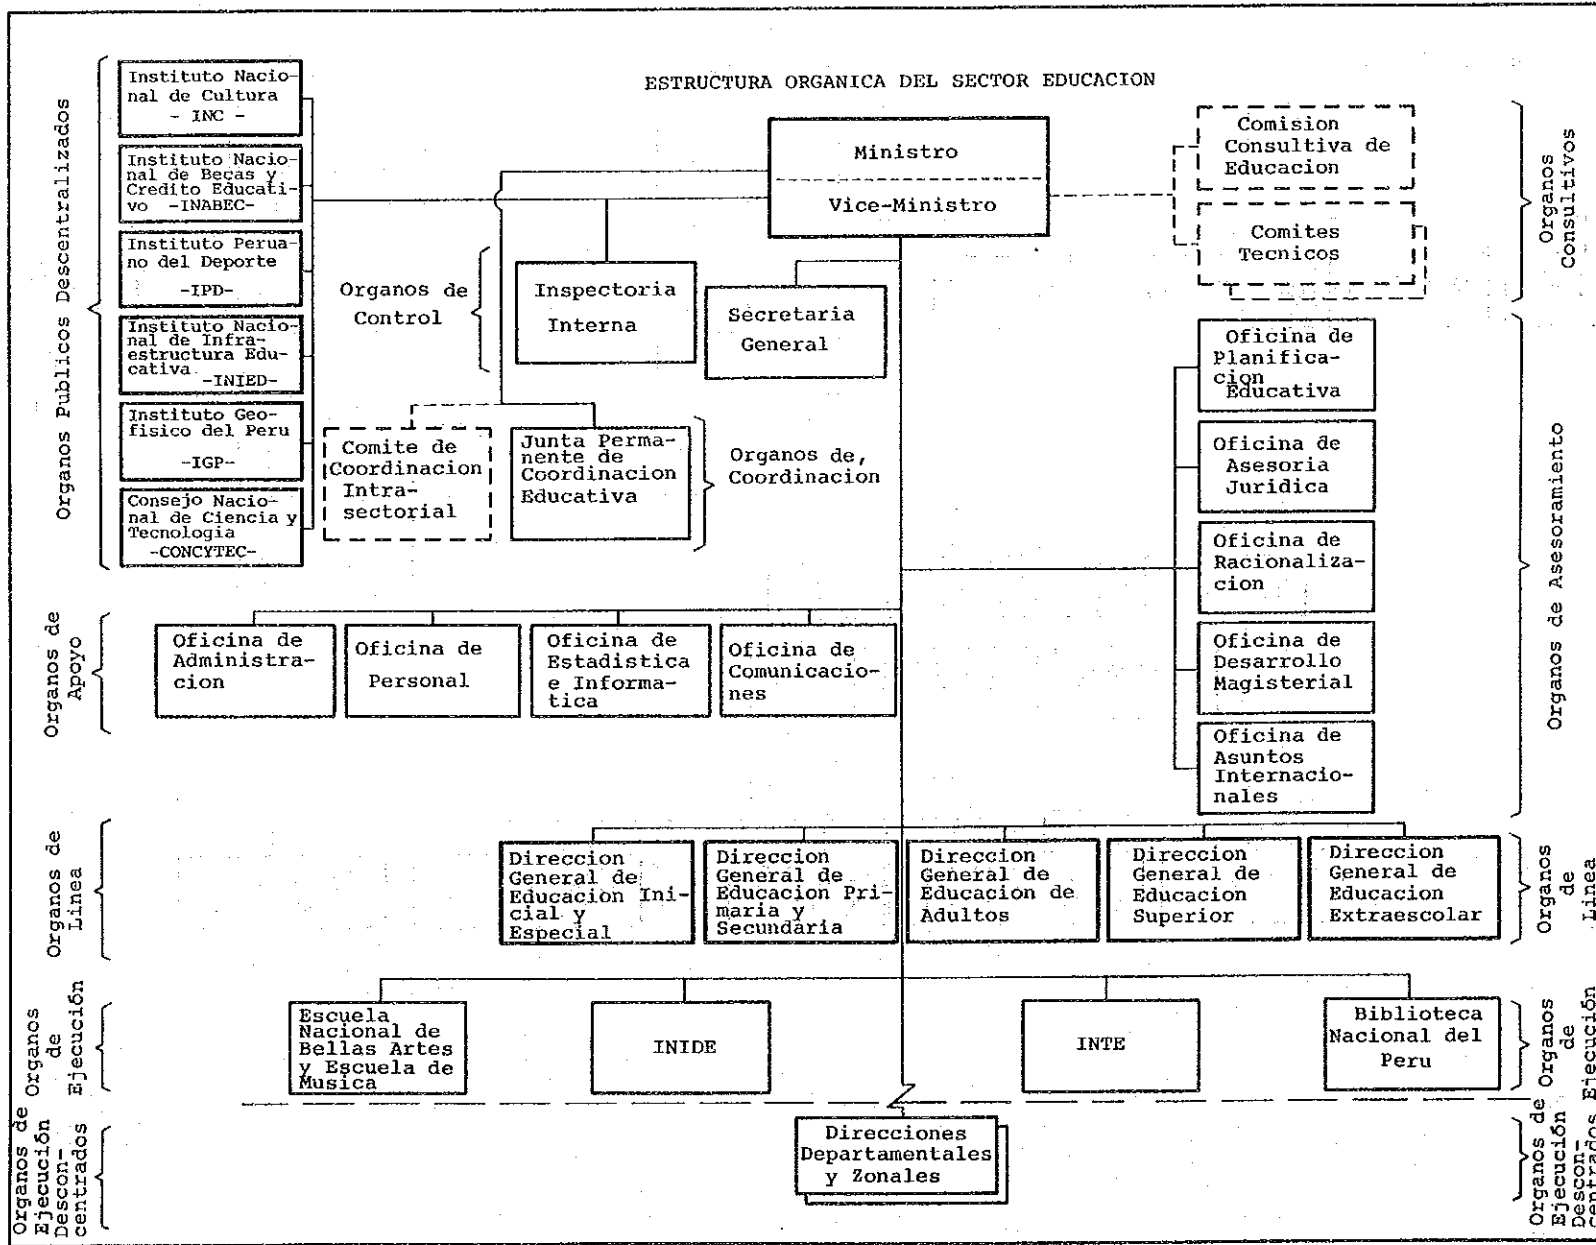 ESTRUCTURA ORGANICA DEL SECTOR EDUCACION
Organos Publicos Descentralizados
Instituto Nacio-
nal de Cultura
- INC -
Instituto Nacio-
nal de Becas y
Credito Educati-
vo -INABEC-
Instituto Perua-
no del Deporte
-IPD-
Instituto Nacio-
nal de Infra-
estructura Edu-
cativa
-INIED-
Instituto Geo-
fisico del Peru
-IGP-
Consejo Nacio-
nal de Ciencia y
Tecnologia
-CONCYTEC-
Ministro
Vice-Ministro
Comision
Consultiva de
Educacion
Comites
Tecnicos
Organos
Consultivos
Organos de
Control
Inspectoria
Interna
Secretaria
General
Comite de
Coordinacion
Intra-
sectorial
Junta Perma-
nente de
Coordinacion
Educativa
Organos de,
Coordinacion
Oficina de
Planifica-
cion
Educativa
Oficina de
Asesoria
Juridica
Oficina de
Racionaliza-
cion
Oficina de
Desarrollo
Magisterial
Oficina de
Asuntos
Internacio-
nales
Organos de Asesoramiento
Organos de
Apoyo
Oficina de
Administra-
cion
Oficina de
Personal
Oficina de
Estadistica
e Informa-
tica
Oficina de
Comunicacio-
nes
Organos de
Linea
Direccion
General de
Educacion Ini-
cial y
Especial
Direccion
General de
Educacion Pri-
maria y
Secundaria
Direccion
General de
Educacion de
Adultos
Direccion
General de
Educacion
Superior
Direccion
General de
Educacion
Extraescolar
Organos
de
Linea
Organos
de
Ejecución
Escuela
Nacional de
Bellas Artes
y Escuela de
Musica
INIDE
INTE
Biblioteca
Nacional del
Peru
Organos
de
Ejecución
Organos de
Ejecución
Descon-
centrados
Direcciones
Departamentales
y Zonales
Organos de
Ejecución
Descon-
centrados